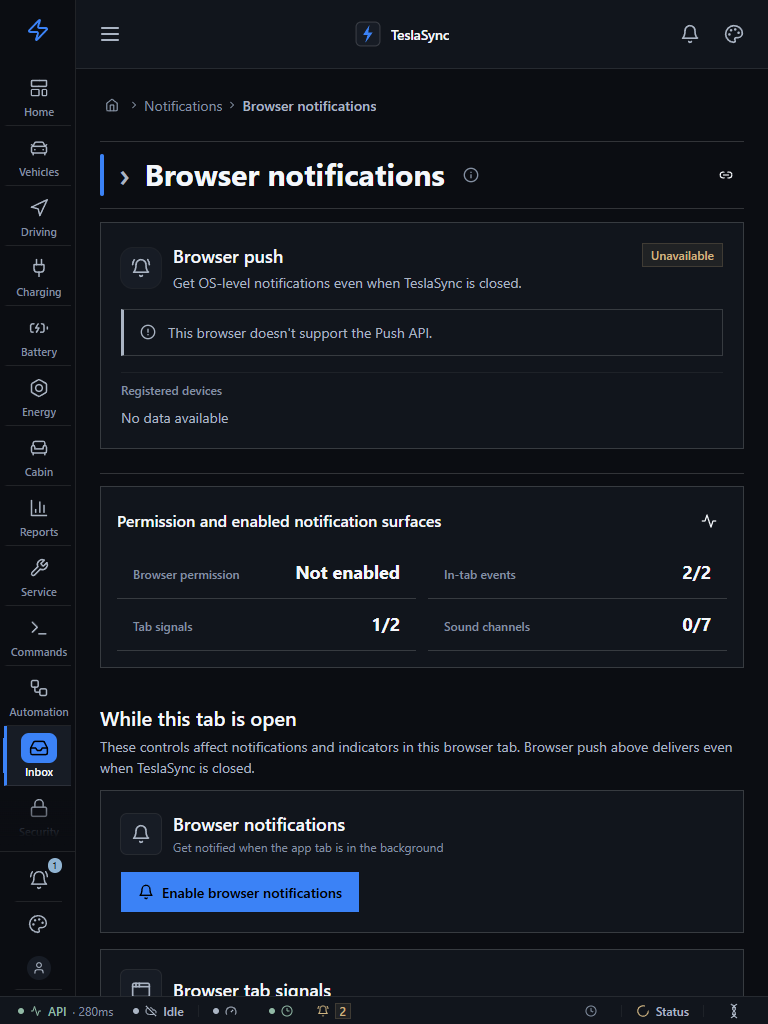 TeslaSync
Home
Vehicles
Driving
Charging
Battery
Energy
Cabin
Reports
Service
Commands
Automation
Inbox
Security
1
Notifications
Browser notifications
Browser notifications
Browser push
Unavailable
Get OS-level notifications even when TeslaSync is closed.
This browser doesn't support the Push API.
Registered devices
No data available
Permission and enabled notification surfaces
Browser permission Not enabled
In-tab events 2/2
Tab signals 1/2
Sound channels 0/7
While this tab is open
These controls affect notifications and indicators in this browser tab. Browser push above delivers even
when TeslaSync is closed.
Browser notifications
Get notified when the app tab is in the background
Enable browser notifications
Browser tab signals
API · 280ms
Idle
2
Status